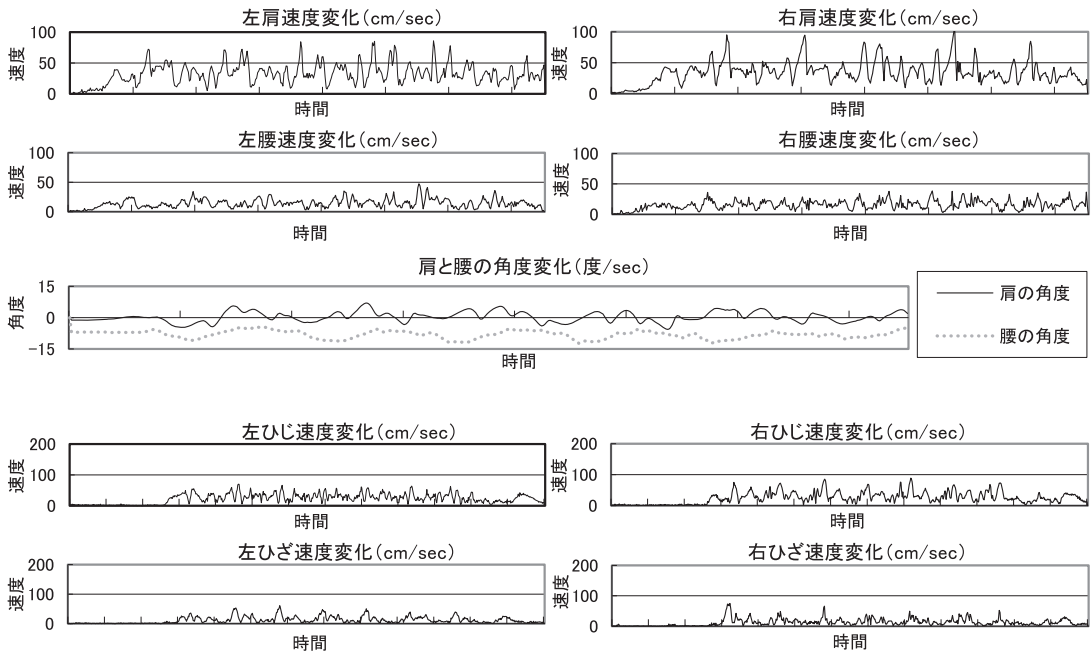 左肩速度変化(cm/sec)
100
50
0
速度
時間
右肩速度変化(cm/sec)
100
50
0
速度
時間
左腰速度変化(cm/sec)
100
50
0
速度
時間
右腰速度変化(cm/sec)
100
50
0
速度
時間
肩と腰の角度変化(度/sec)
15
0
-15
角度
時間
肩の角度
腰の角度
左ひじ速度変化(cm/sec)
200
100
0
速度
時間
右ひじ速度変化(cm/sec)
200
100
0
速度
時間
左ひざ速度変化(cm/sec)
200
100
0
速度
時間
右ひざ速度変化(cm/sec)
200
100
0
速度
時間